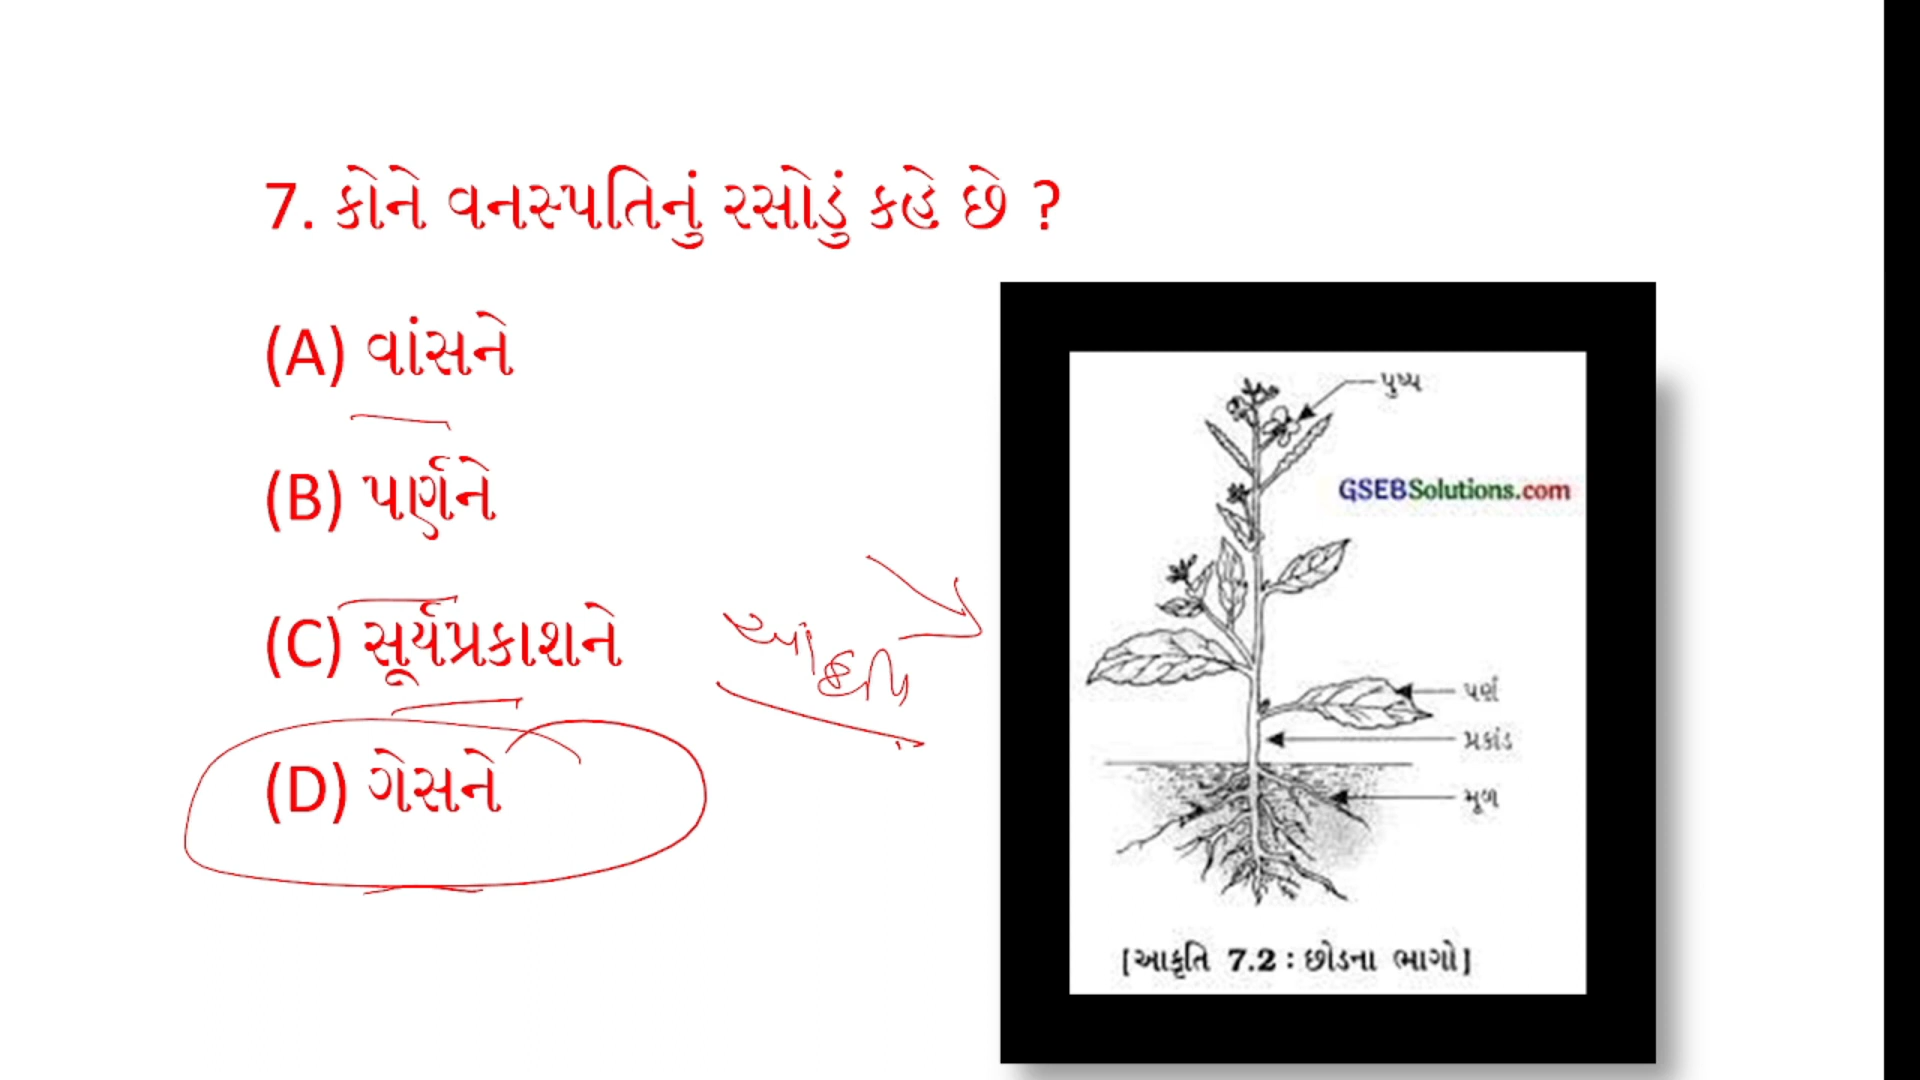 7. કોને વનસ્પતિનું રસોડું કહે છે ?
(A) વાંસને
(B) પર્ણને
(C) સૂર્યપ્રકાશને
(D) ગેસને
પુષ્પ
GSEBSolutions.com
પર્ણ
પ્રકાંડ
મૂળ
[આકૃતિ 7.2 : છોડના ભાગો]